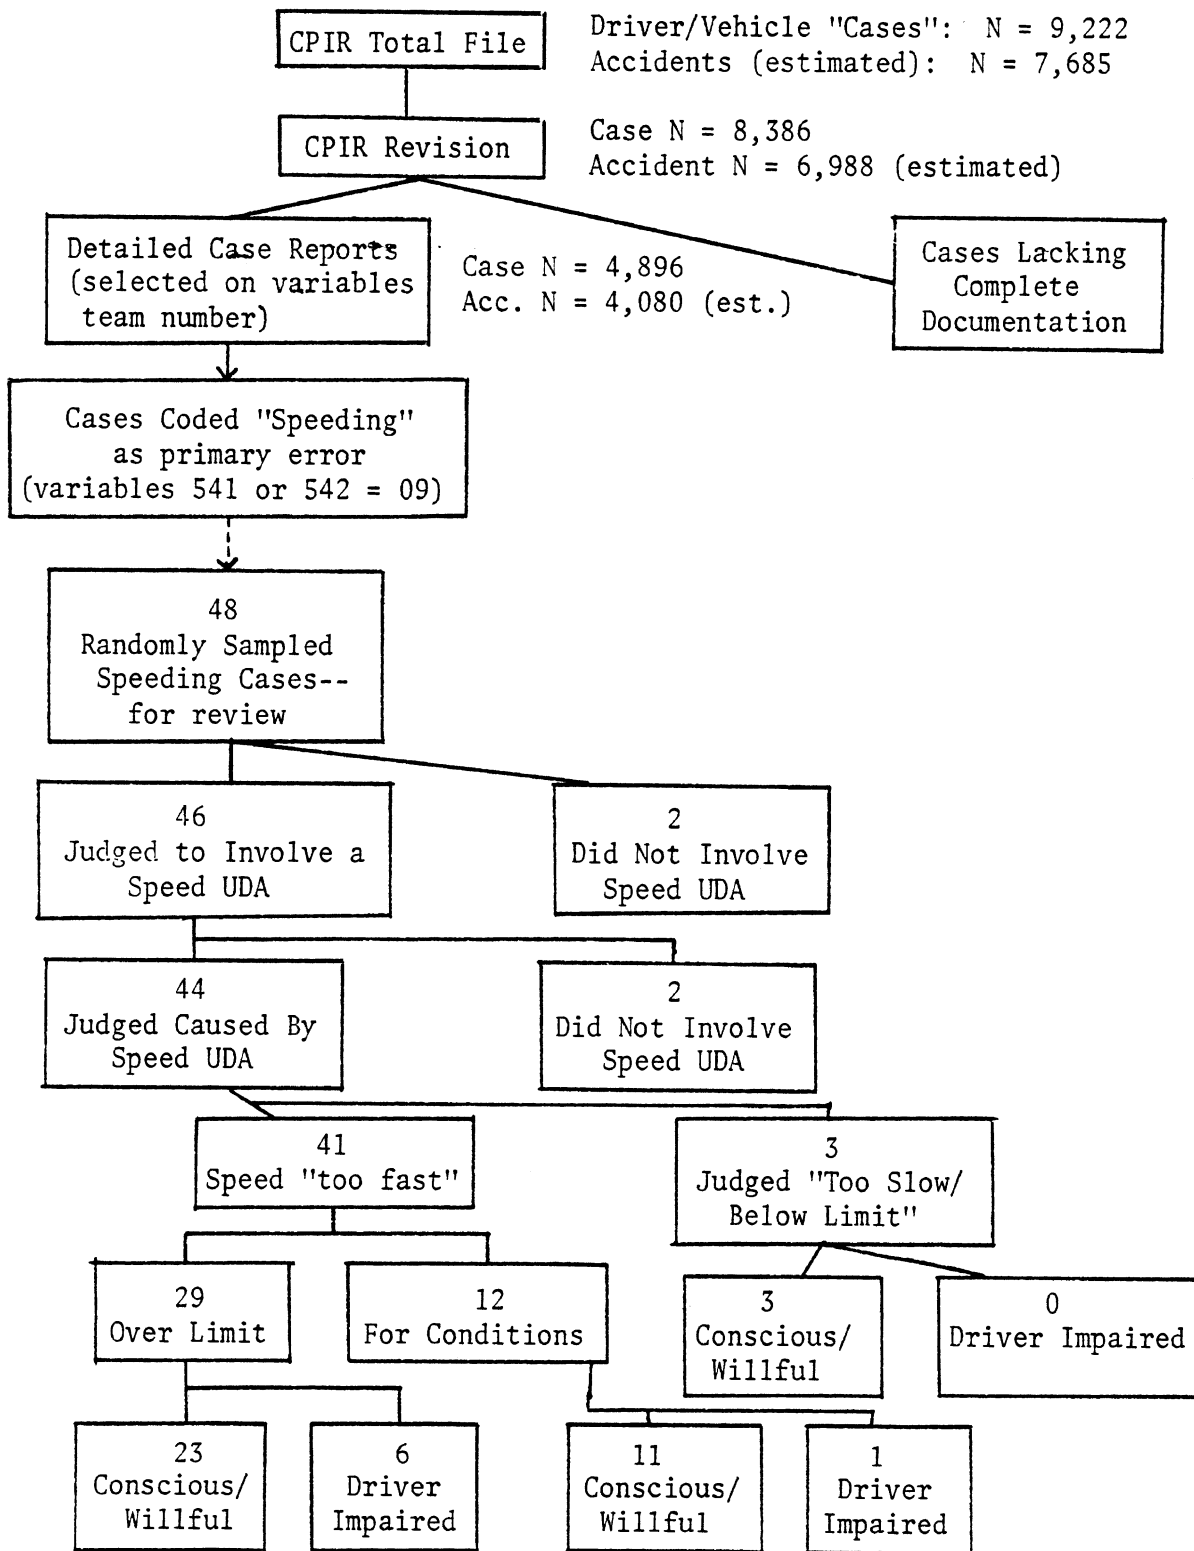 CPIR Total File
Driver/Vehicle "Cases": N = 9,222
Accidents (estimated): N = 7,685
CPIR Revision
Case N = 8,386
Accident N = 6,988 (estimated)
Detailed Case Reports
(selected on variables
team number)
Case N = 4,896
Acc. N = 4,080 (est.)
Cases Lacking
Complete
Documentation
Cases Coded "Speeding"
as primary error
(variables 541 or 542 = 09)
48
Randomly Sampled
Speeding Cases--
for review
46
Judged to Involve a
Speed UDA
2
Did Not Involve
Speed UDA
44
Judged Caused By
Speed UDA
2
Did Not Involve
Speed UDA
41
Speed "too fast"
3
Judged "Too Slow/
Below Limit"
29
Over Limit
12
For Conditions
3
Conscious/
Willful
0
Driver Impaired
23
Conscious/
Willful
6
Driver
Impaired
11
Conscious/
Willful
1
Driver
Impaired